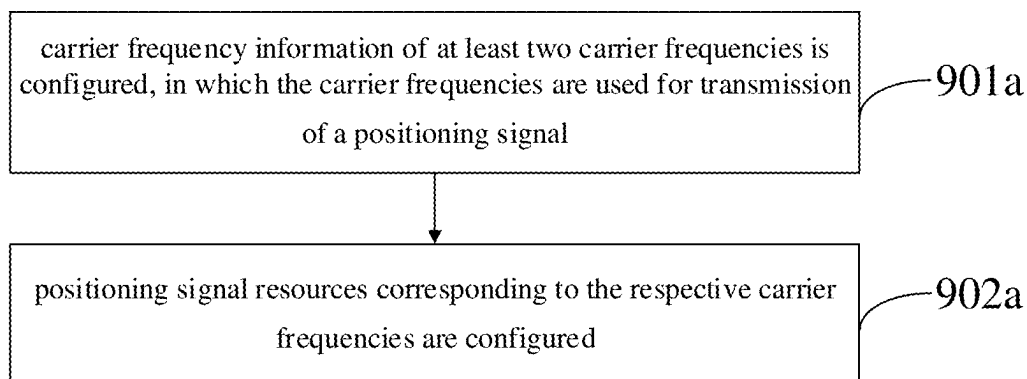 carrier frequency information of at least two carrier frequencies is
configured, in which the carrier frequencies are used for transmission
of a positioning signal
901a
positioning signal resources corresponding to the respective carrier
frequencies are configured
902a